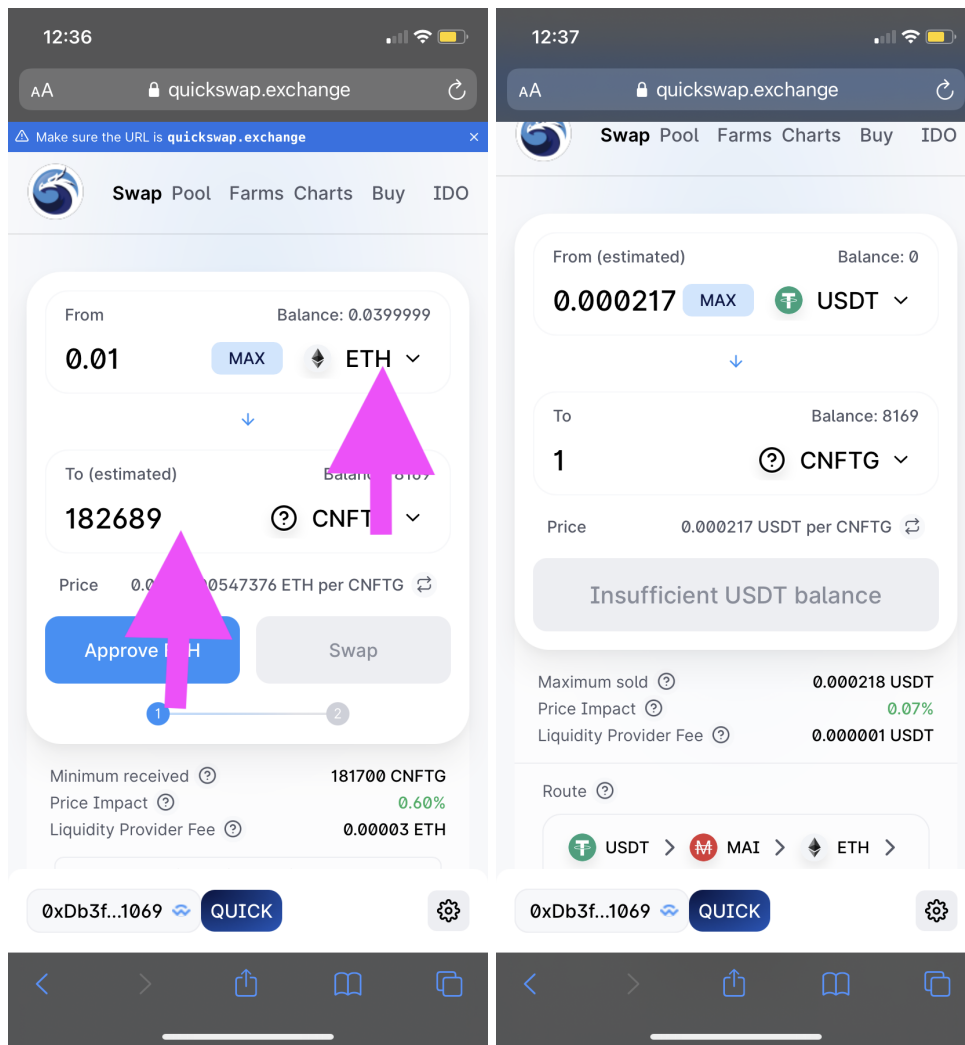 12:36
AA quickswap.exchange
Make sure the URL is quickswap.exchange
Swap Pool Farms Charts Buy IDO
From Balance: 0.0399999
0.01 MAX ETH
To (estimated)
182689 CNFT
Price 0547376 ETH per CNFTG
Approve Swap
1 2
Minimum received ? 181700 CNFTG
Price Impact ? 0.60%
Liquidity Provider Fee ? 0.00003 ETH
0xDb3f...1069 QUICK
12:37
AA quickswap.exchange
Swap Pool Farms Charts Buy IDO
From (estimated) Balance: 0
0.000217 MAX USDT
To Balance: 8169
1 ? CNFTG
Price 0.000217 USDT per CNFTG
Insufficient USDT balance
Maximum sold ? 0.000218 USDT
Price Impact ? 0.07%
Liquidity Provider Fee ? 0.000001 USDT
Route ?
USDT > MAI > ETH >
0xDb3f...1069 QUICK